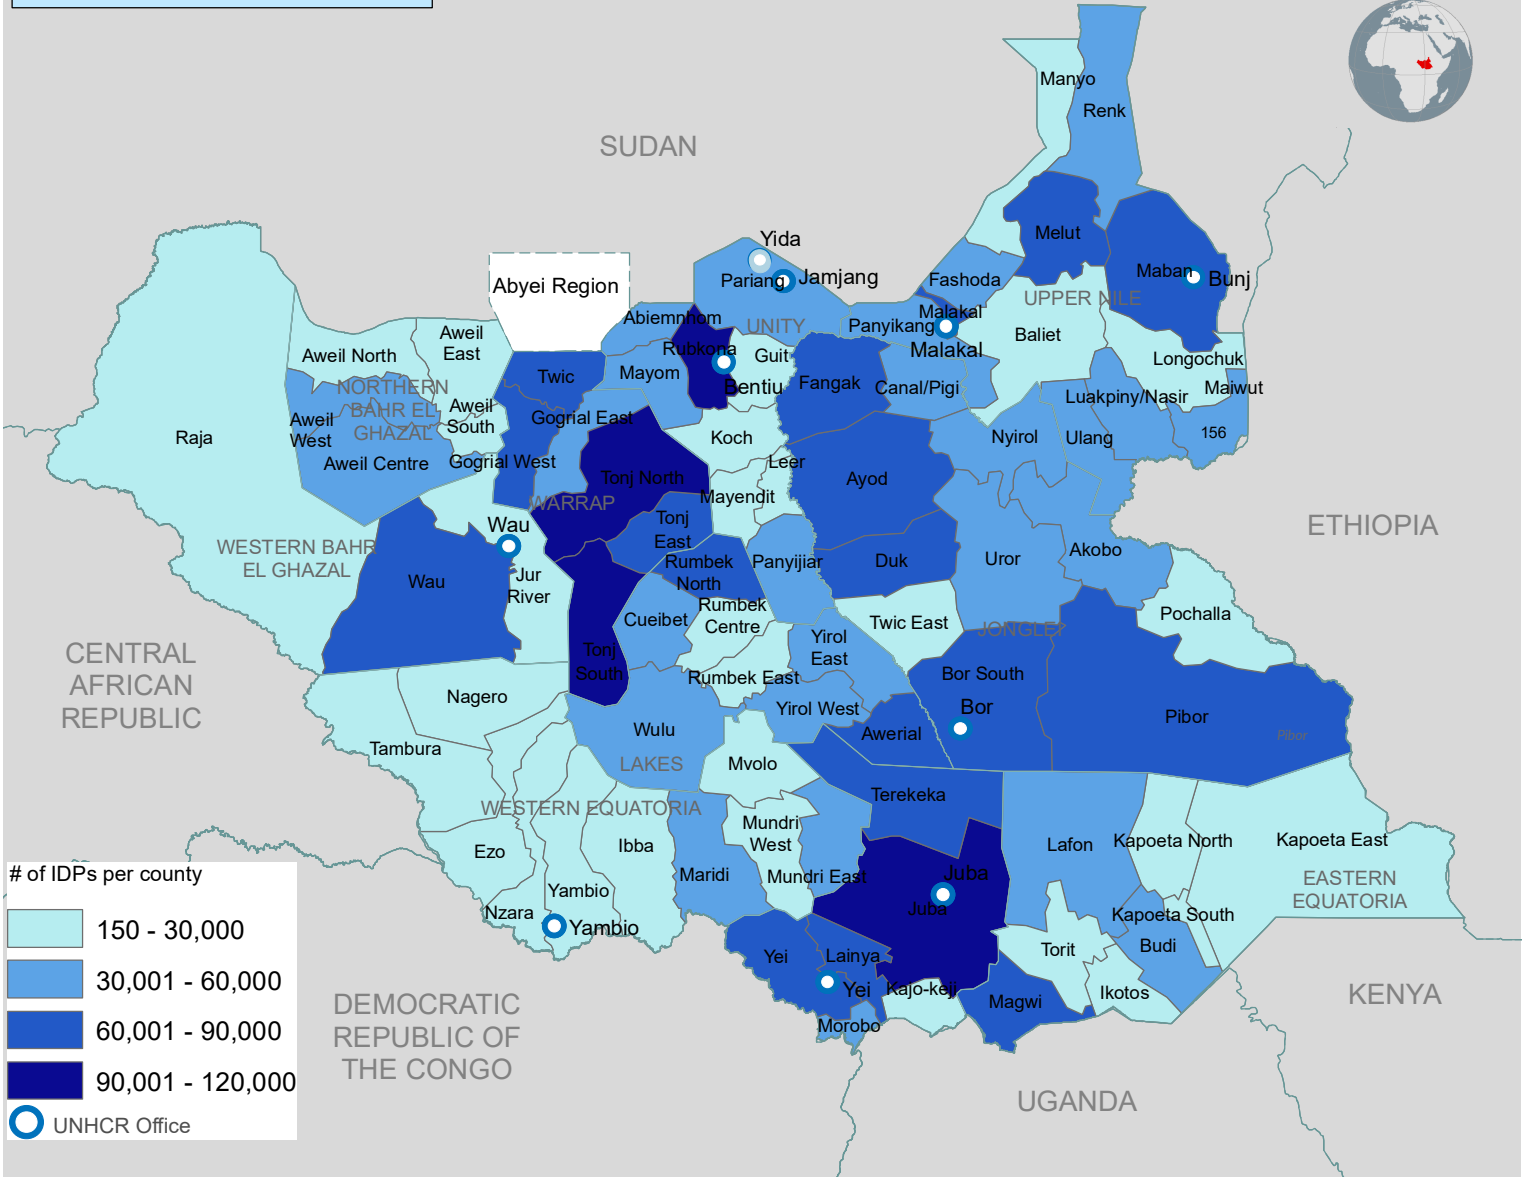 Manyo
Renk
SUDAN
Melut
Yida
Maban
Bunj
Pariang
Jamjang
Fashoda
Abyei Region
UPPER NILE
Abiemnhom
UNITY
Panyikang
Malakal
Baliet
Aweil
East
Aweil North
Rubkona
Guit
Malakal
Longochuk
Twic
Mayom
Bentiu
Fangak
Canal/Pigi
Luakpiny/Nasir
Maiwut
NORTHERN
BAHR EL
GHAZAL
Aweil
South
Aweil
West
Gogrial East
Raja
Koch
Nyirol
Ulang
156
Aweil Centre
Gogrial West
Leer
Tonj North
Ayod
Mayendit
WARRAP
Tonj
East
Wau
ETHIOPIA
WESTERN BAHR
EL GHAZAL
Wau
Jur
River
Rumbek
North
Panyijiar
Duk
Uror
Akobo
Rumbek
Centre
Cueibet
Twic East
Pochalla
JONGLEI
Yirol
East
CENTRAL
AFRICAN
REPUBLIC
Tonj
South
Rumbek East
Bor South
Nagero
Yirol West
Bor
Pibor
Pibor
Wulu
Awerial
Tambura
LAKES
Mvolo
Terekeka
WESTERN EQUATORIA
Mundri
West
Ezo
Ibba
Lafon
Kapoeta North
Kapoeta East
Maridi
Mundri East
Juba
Juba
EASTERN
EQUATORIA
Yambio
Nzara
Yambio
Kapoeta South
Budi
Torit
Yei
Lainya
Yei
Kajo-keji
Magwi
Ikotos
KENYA
Morobo
DEMOCRATIC
REPUBLIC OF
THE CONGO
UGANDA
# of IDPs per county
150 - 30,000
30,001 - 60,000
60,001 - 90,000
90,001 - 120,000
UNHCR Office